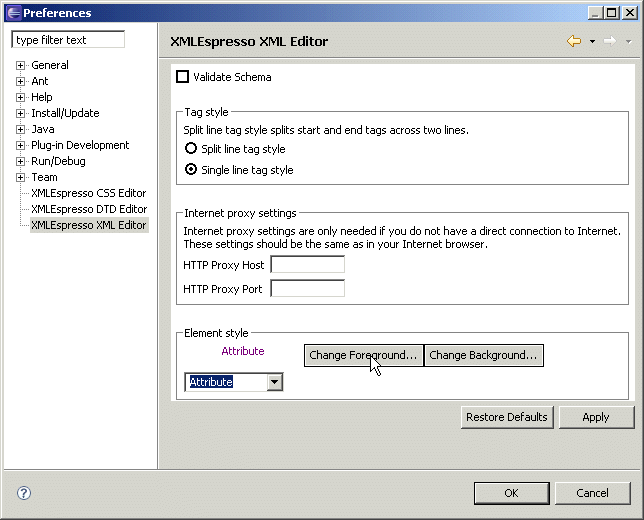 Preferences
type filter text
General
Ant
Help
Install/Update
Java
Plug-in Development
Run/Debug
Team
XMLEspresso CSS Editor
XMLEspresso DTD Editor
XMLEspresso XML Editor
XMLEspresso XML Editor
Validate Schema
Tag style
Split line tag style splits start and end tags across two lines.
Split line tag style
Single line tag style
Internet proxy settings
Internet proxy settings are only needed if you do not have a direct connection to Internet.
These settings should be the same as in your Internet browser.
HTTP Proxy Host
HTTP Proxy Port
Element style
Attribute
Change Foreground... Change Background...
Attribute
Restore Defaults Apply
? OK Cancel